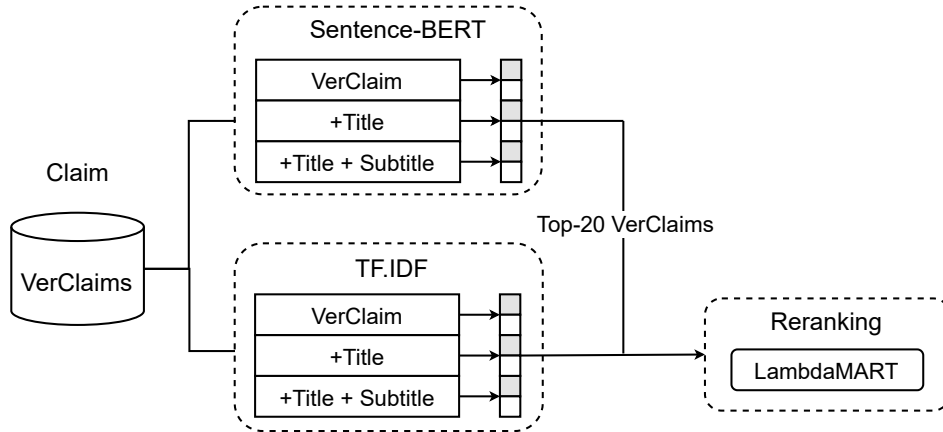 Sentence-BERT
VerClaim
+Title
+Title + Subtitle
Claim
VerClaims
Top-20 VerClaims
TF.IDF
VerClaim
+Title
+Title + Subtitle
Reranking
LambdaMART